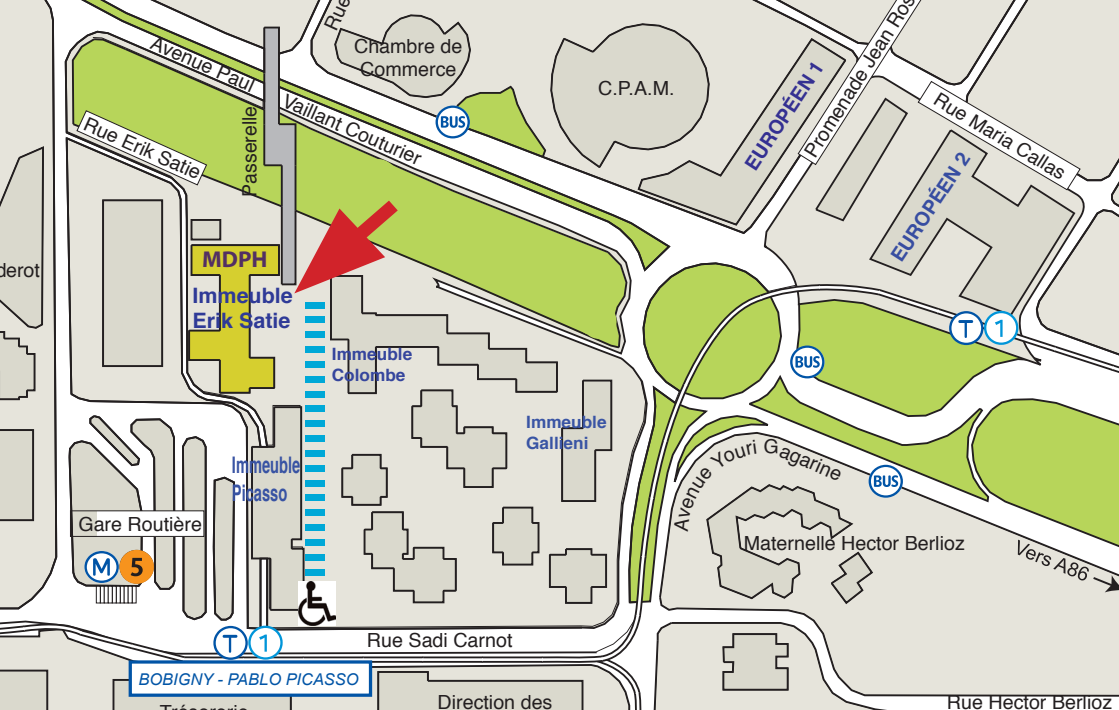 Rue
Chambre de
Commerce
C.P.A.M.
EUROPÉEN 1
Promenade Jean Ros
Rue Maria Callas
EUROPÉEN 2
Avenue Paul Vaillant Couturier
BUS
Rue Erik Satie
Passerelle
MDPH
Immeuble
Erik Satie
derot
Immeuble
Colombe
T 1
BUS
Immeuble
Gallieni
Immeuble
Picasso
Avenue Youri Gagarine
BUS
Gare Routière
M 5
Maternelle Hector Berlioz
Vers A86
T 1
Rue Sadi Carnot
BOBIGNY - PABLO PICASSO
Trésorerie
Direction des
Rue Hector Berlioz